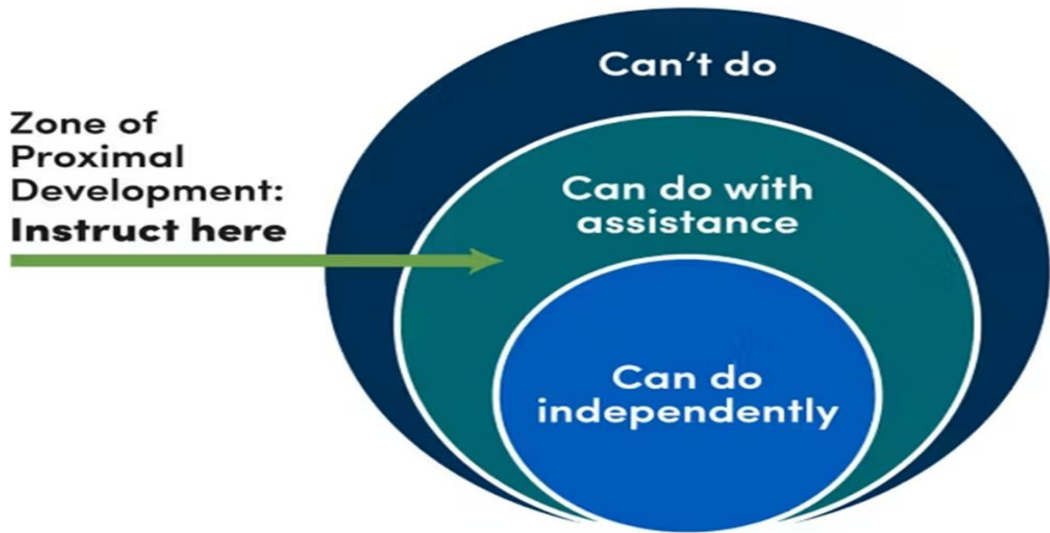 Can't do
Zone of
Proximal
Development:
Instruct here
Can do with
assistance
Can do
independently